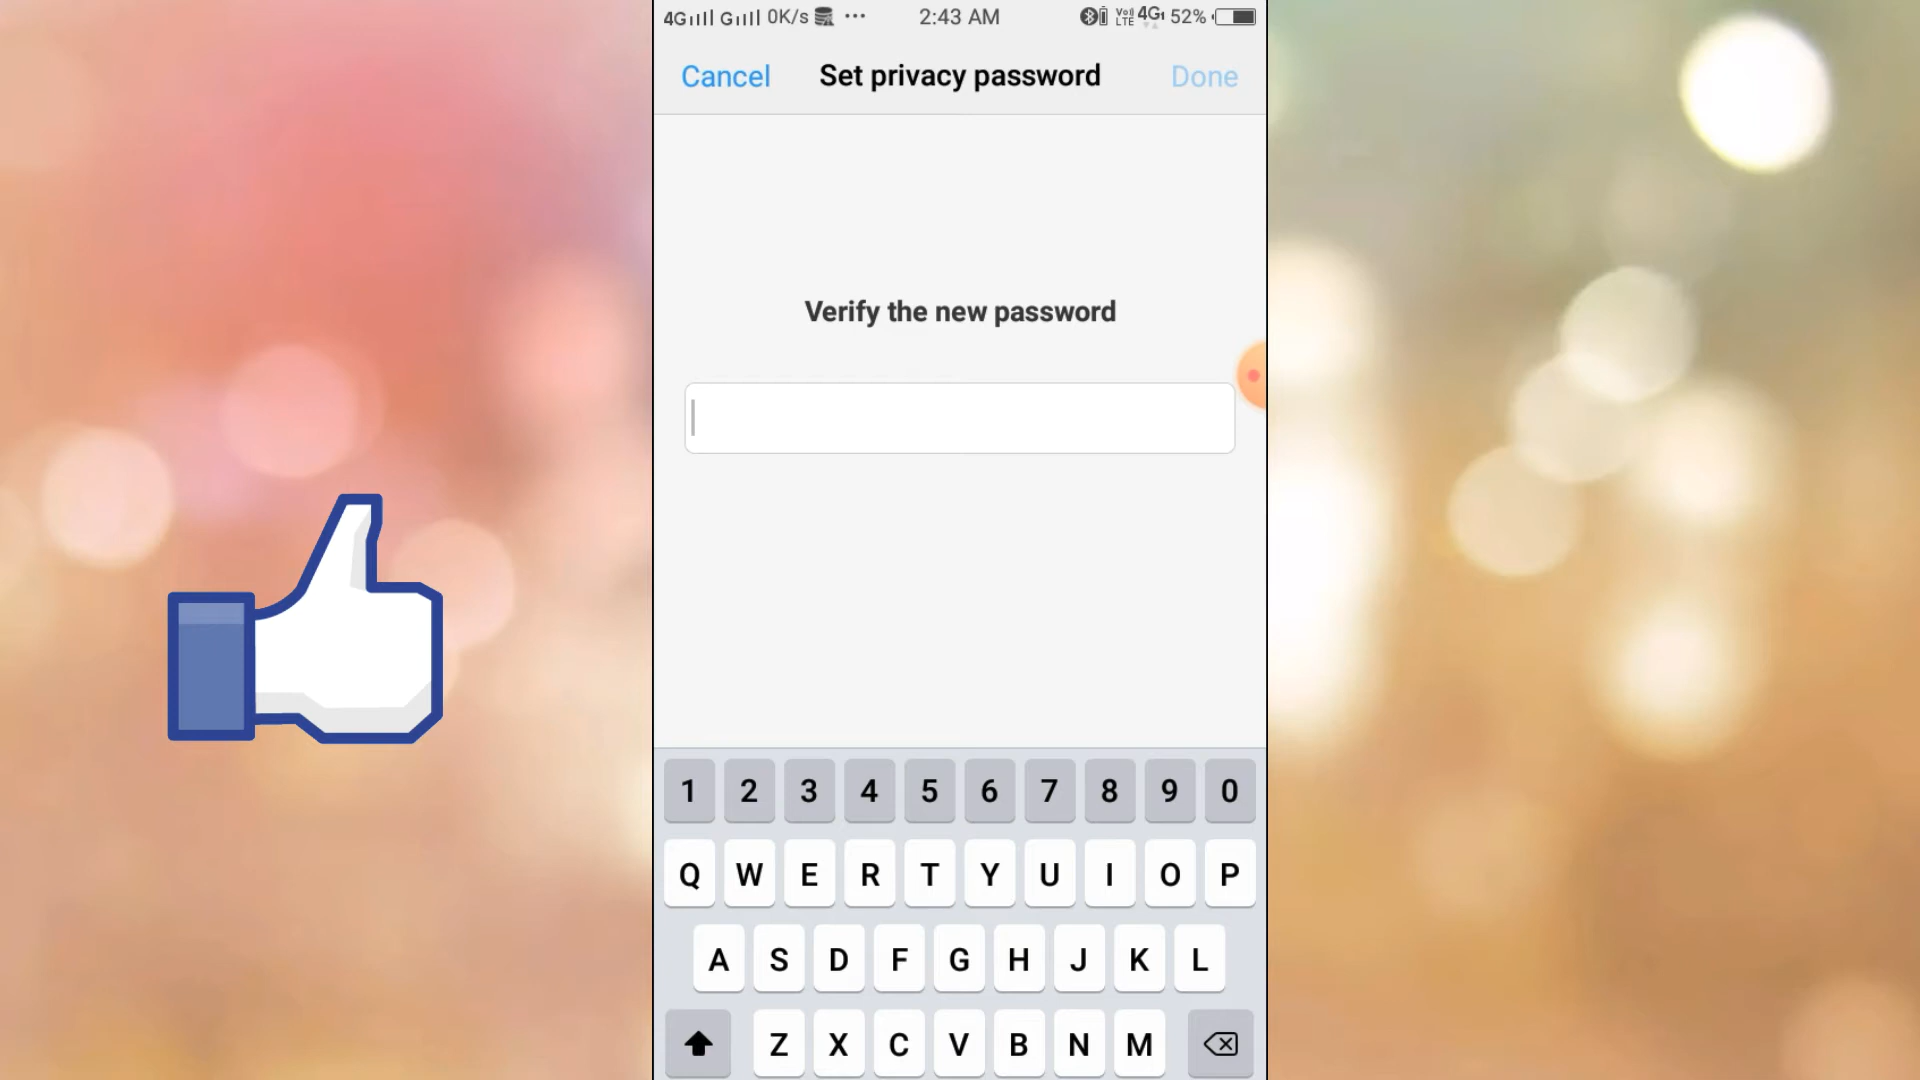 4G G 0K/s ··· 2:43 AM VoLTE 4G 52%
Cancel Set privacy password Done
Verify the new password
1 2 3 4 5 6 7 8 9 0
Q W E R T Y U I O P
A S D F G H J K L
Z X C V B N M